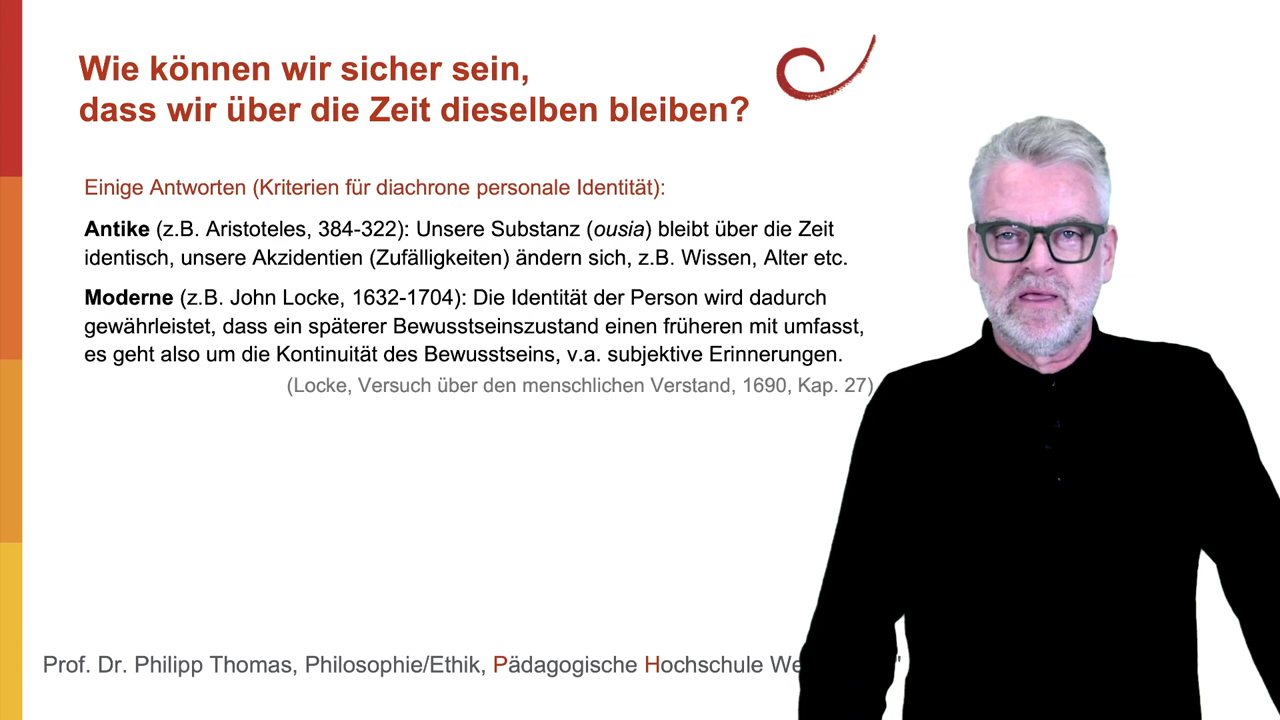 Wie können wir sicher sein,
dass wir über die Zeit dieselben bleiben?
Einige Antworten (Kriterien für diachrone personale Identität):
Antike (z.B. Aristoteles, 384-322): Unsere Substanz (ousia) bleibt über die Zeit
identisch, unsere Akzidentien (Zufälligkeiten) ändern sich, z.B. Wissen, Alter etc.
Moderne (z.B. John Locke, 1632-1704): Die Identität der Person wird dadurch
gewährleistet, dass ein späterer Bewusstseinszustand einen früheren mit umfasst,
es geht also um die Kontinuität des Bewusstseins, v.a. subjektive Erinnerungen.
(Locke, Versuch über den menschlichen Verstand, 1690, Kap. 27)
Prof. Dr. Philipp Thomas, Philosophie/Ethik, Pädagogische Hochschule